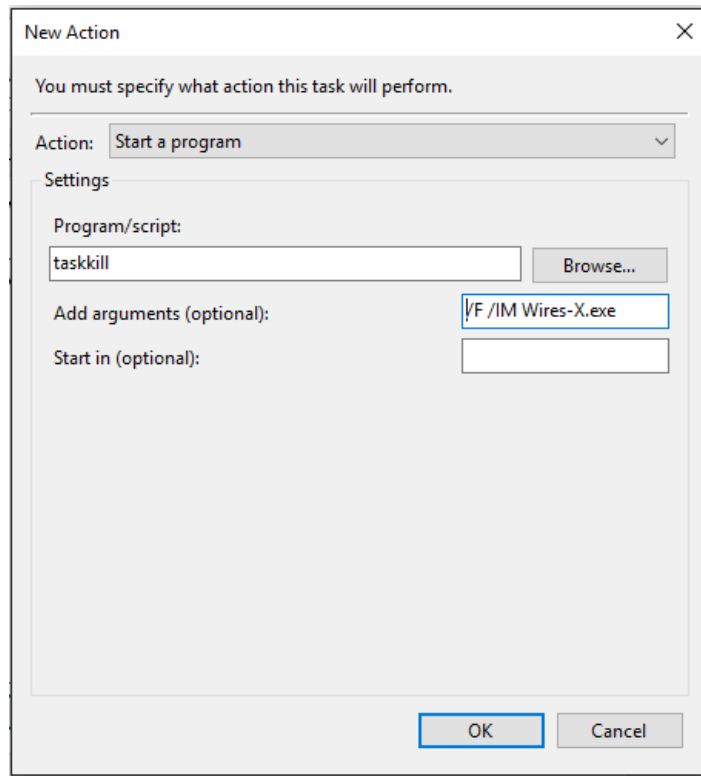 New Action
You must specify what action this task will perform.
Action: Start a program
Settings
Program/script:
taskkill Browse...
Add arguments (optional): /F /IM Wires-X.exe
Start in (optional):
OK Cancel